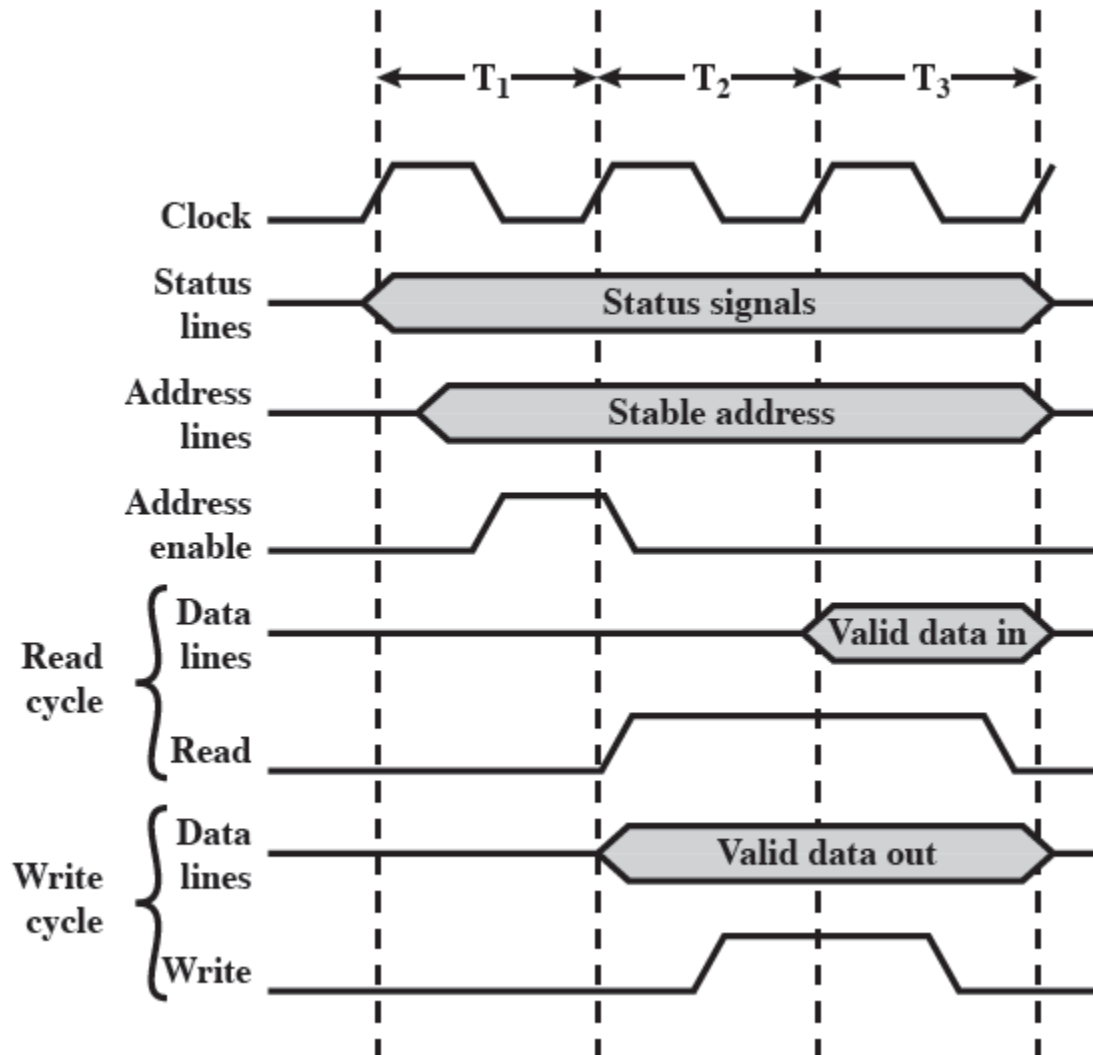 T₁ T₂ T₃
Clock
Status
lines
Status signals
Address
lines
Stable address
Address
enable
Read
cycle
Data
lines
Valid data in
Read
Write
cycle
Data
lines
Valid data out
Write